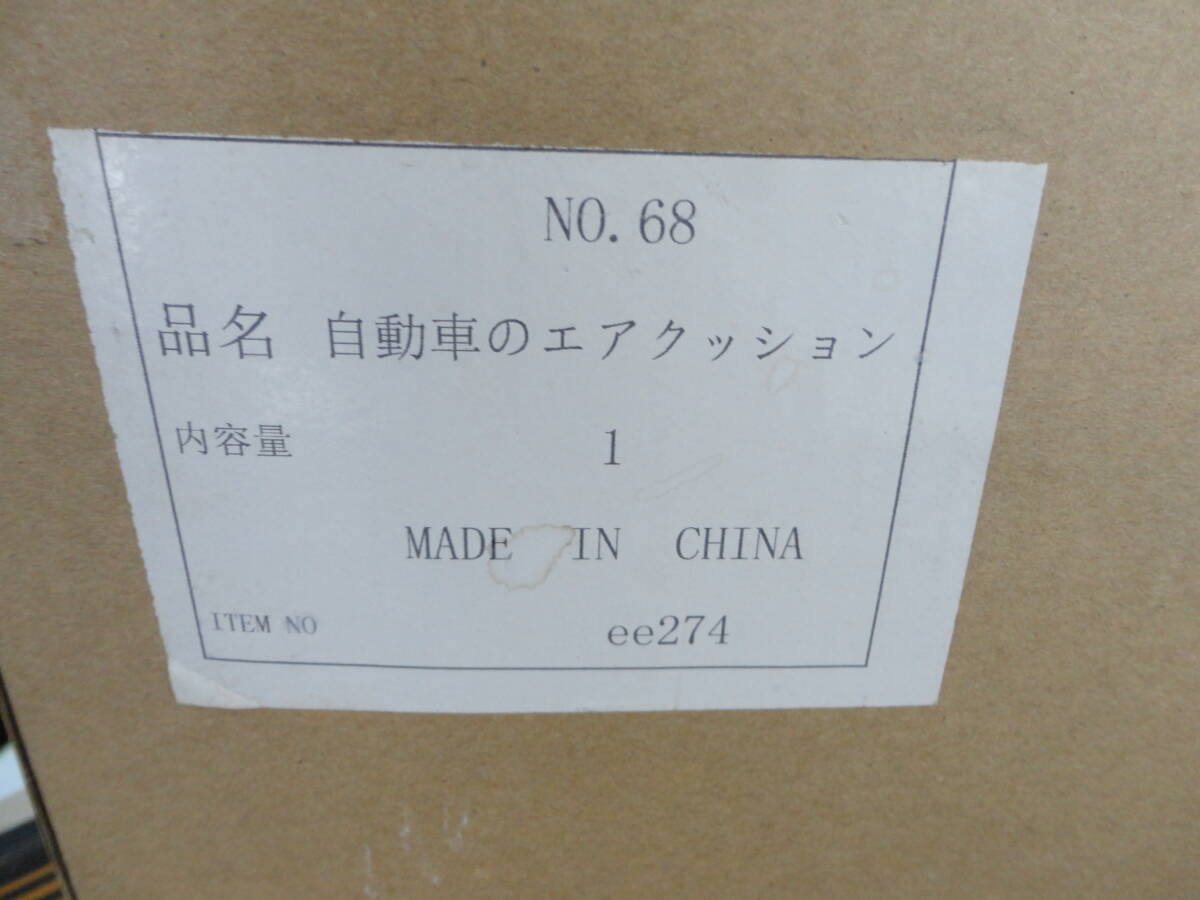 NO. 68
品名 自動車のエアクッション
内容量 1
MADE IN CHINA
ITEM NO ee274